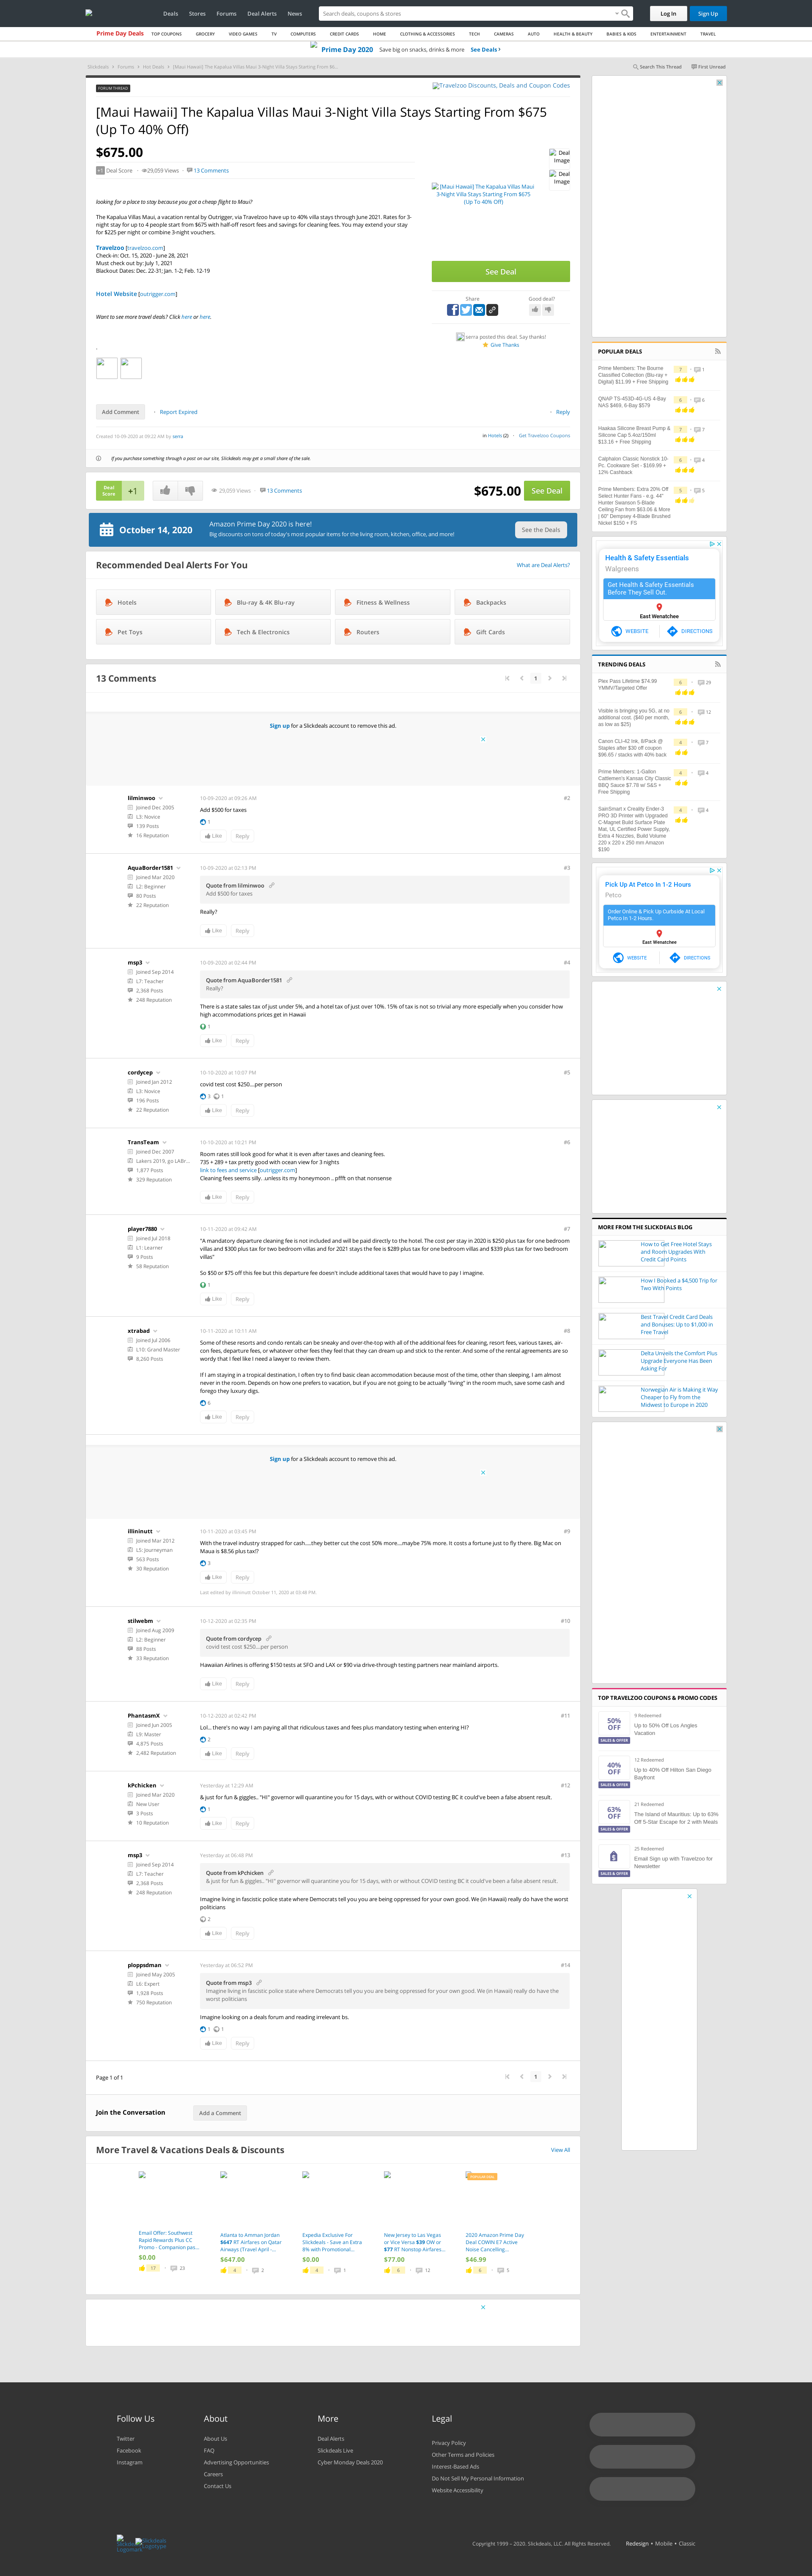 Deals
Stores
Forums
Deal Alerts
News
Search deals, coupons & stores
Log In
Sign Up
Prime Day Deals
TOP COUPONS
GROCERY
VIDEO GAMES
TV
COMPUTERS
CREDIT CARDS
HOME
CLOTHING & ACCESSORIES
TECH
CAMERAS
AUTO
HEALTH & BEAUTY
BABIES & KIDS
ENTERTAINMENT
TRAVEL
Prime Day 2020 Save big on snacks, drinks & more See Deals
Slickdeals > Forums > Hot Deals > [Maui Hawaii] The Kapalua Villas Maui 3-Night Villa Stays Starting From $6...
Search This Thread
First Unread
FORUM THREAD
Travelzoo Discounts, Deals and Coupon Codes
[Maui Hawaii] The Kapalua Villas Maui 3-Night Villa Stays Starting From $675
(Up To 40% Off)
$675.00
+1 Deal Score 29,059 Views 13 Comments
Deal Image
Deal Image
[Maui Hawaii] The Kapalua Villas Maui
3-Night Villa Stays Starting From $675
(Up To 40% Off)
looking for a place to stay because you got a cheap flight to Maui?
The Kapalua Villas Maui, a vacation rental by Outrigger, via Travelzoo have up to 40% villa stays through June 2021. Rates for 3-
night stay for up to 4 people start from $675 with half-off resort fees and savings for cleaning fees. You may extend your stay
for $225 per night or combine 3-night vouchers.
Travelzoo [travelzoo.com]
Check-in: Oct. 15, 2020 - June 28, 2021
Must check out by: July 1, 2021
Blackout Dates: Dec. 22-31; Jan. 1-2; Feb. 12-19
Hotel Website [outrigger.com]
Want to see more travel deals? Click here or here.
.
See Deal
Share
Good deal?
serra posted this deal. Say thanks!
Give Thanks
Add Comment
Report Expired
Reply
Created 10-09-2020 at 09:22 AM by serra
in Hotels (2)
Get Travelzoo Coupons
If you purchase something through a post on our site, Slickdeals may get a small share of the sale.
Deal Score
+1
29,059 Views
13 Comments
$675.00
See Deal
October 14, 2020
Amazon Prime Day 2020 is here!
Big discounts on tons of today's most popular items for the living room, kitchen, office, and more!
See the Deals
Recommended Deal Alerts For You
What are Deal Alerts?
Hotels
Blu-ray & 4K Blu-ray
Fitness & Wellness
Backpacks
Pet Toys
Tech & Electronics
Routers
Gift Cards
13 Comments
1
Sign up for a Slickdeals account to remove this ad.
lilminwoo
Joined Dec 2005
L3: Novice
139 Posts
16 Reputation
10-09-2020 at 09:26 AM
#2
Add $500 for taxes
1
Like
Reply
AquaBorder1581
Joined Mar 2020
L2: Beginner
80 Posts
22 Reputation
10-09-2020 at 02:13 PM
#3
Quote from lilminwoo
Add $500 for taxes
Really?
Like
Reply
msp3
Joined Sep 2014
L7: Teacher
2,368 Posts
248 Reputation
10-09-2020 at 02:44 PM
#4
Quote from AquaBorder1581
Really?
There is a state sales tax of just under 5%, and a hotel tax of just over 10%. 15% of tax is not so trivial any more especially when you consider how
high accommodations prices get in Hawaii
1
Like
Reply
cordycep
Joined Jan 2012
L3: Novice
196 Posts
22 Reputation
10-10-2020 at 10:07 PM
#5
covid test cost $250....per person
3 1
Like
Reply
TransTeam
Joined Dec 2007
Lakers 2019, go LABr...
1,877 Posts
329 Reputation
10-10-2020 at 10:21 PM
#6
Room rates still look good for what it is even after taxes and cleaning fees.
735 + 289 + tax pretty good with ocean view for 3 nights
link to fees and service [outrigger.com]
Cleaning fees seems silly. .unless its my honeymoon .. pffft on that nonsense
Like
Reply
player7880
Joined Jul 2018
L1: Learner
9 Posts
58 Reputation
10-11-2020 at 09:42 AM
#7
"A mandatory departure cleaning fee is not included and will be paid directly to the hotel. The cost per stay in 2020 is $250 plus tax for one bedroom
villas and $300 plus tax for two bedroom villas and for 2021 stays the fee is $289 plus tax for one bedroom villas and $339 plus tax for two bedroom
villas"
So $50 or $75 off this fee but this departure fee doesn't include additional taxes that would have to pay I imagine.
1
Like
Reply
xtrabad
Joined Jul 2006
L10: Grand Master
8,260 Posts
10-11-2020 at 10:11 AM
#8
Some of these resorts and condo rentals can be sneaky and over-the-top with all of the additional fees for cleaning, resort fees, various taxes, air-
con fees, departure fees, or whatever excuse fees they feel they can tack onto the bill. And some of the agreements and terms and conditions are so
wordy that I feel like I need a lawyer to review them.
If I am staying in a tropical destination, I often to try to find basic clean accommodation because most of the time, other than sleeping, I am almost
never in the room. Depends on how one prefers to vacation, but if you are not going to be actually "living" in their room much, save some cash and
forego they luxury digs.
6
Like
Reply
Sign up for a Slickdeals account to remove this ad.
illininutt
Joined Mar 2012
L5: Journeyman
563 Posts
30 Reputation
10-11-2020 at 03:45 PM
#9
With the travel industry strapped for cash.....they better cut the cost 50% more....maybe 75% more. It costs a fortune just to fly there. Big Mac on
Maua is $8.56 plus tax!?
3
Like
Reply
Last edited by illininutt October 11, 2020 at 03:48 PM.
stilwebm
Joined Aug 2009
L2: Beginner
88 Posts
33 Reputation
10-12-2020 at 02:35 PM
#10
Quote from cordycep
covid test cost $250....per person
Hawaiian Airlines is offering $150 tests at SFO and LAX or $90 via drive-through testing partners near mainland airports.
Like
Reply
PhantasmX
Joined Jun 2005
L9: Master
4,875 Posts
2,482 Reputation
10-12-2020 at 02:42 PM
#11
Lol... there's no way I am paying all that ridiculous taxes and fees plus mandatory testing when entering HI?
2
Like
Reply
kPchicken
Joined Mar 2020
New User
3 Posts
10 Reputation
Yesterday at 12:29 AM
#12
& just for fun & giggles.. "HI" governor will quarantine you for 15 days, with or without COVID testing BC it could've been a false absent result.
1
Like
Reply
msp3
Joined Sep 2014
L7: Teacher
2,368 Posts
248 Reputation
Yesterday at 06:48 PM
#13
Quote from kPchicken
& just for fun & giggles.. "HI" governor will quarantine you for 15 days, with or without COVID testing BC it could've been a false absent result.
Imagine living in fascistic police state where Democrats tell you you are being oppressed for your own good. We (in Hawaii) really do have the worst
politicians
2
Like
Reply
ploppsdman
Joined May 2005
L6: Expert
1,928 Posts
750 Reputation
Yesterday at 06:52 PM
#14
Quote from msp3
Imagine living in fascistic police state where Democrats tell you you are being oppressed for your own good. We (in Hawaii) really do have the
worst politicians
Imagine looking on a deals forum and reading irrelevant bs.
1 1
Like
Reply
Page 1 of 1
1
Join the Conversation
Add a Comment
More Travel & Vacations Deals & Discounts
View All
Email Offer: Southwest
Rapid Rewards Plus CC
Promo - Companion pas...
$0.00
17 23
Atlanta to Amman Jordan
$647 RT Airfares on Qatar
Airways (Travel April -...
$647.00
4 2
Expedia Exclusive For
Slickdeals - Save an Extra
8% with Promotional...
$0.00
4 1
New Jersey to Las Vegas
or Vice Versa $39 OW or
$77 RT Nonstop Airfares...
$77.00
6 12
2020 Amazon Prime Day
Deal COWIN E7 Active
Noise Cancelling...
$46.99
6 5
POPULAR DEALS
Prime Members: The Bourne
Classified Collection (Blu-ray +
Digital) $11.99 + Free Shipping
7 1
QNAP TS-453D-4G-US 4-Bay
NAS $469, 6-Bay $579
6 6
Haakaa Silicone Breast Pump &
Silicone Cap 5.4oz/150ml
$13.16 + Free Shipping
7 7
Calphalon Classic Nonstick 10-
Pc. Cookware Set - $169.99 +
12% Cashback
6 4
Prime Members: Extra 20% Off
Select Hunter Fans - e.g. 44"
Hunter Swanson 5-Blade
Ceiling Fan from $63.06 & More
| 60" Dempsey 4-Blade Brushed
Nickel $150 + FS
5 5
Health & Safety Essentials
Walgreens
Get Health & Safety Essentials
Before They Sell Out.
East Wenatchee
WEBSITE
DIRECTIONS
TRENDING DEALS
Plex Pass Lifetime $74.99
YMMV/Targeted Offer
6 29
Visible is bringing you 5G, at no
additional cost. ($40 per month,
as low as $25)
6 12
Canon CLI-42 Ink, 8/Pack @
Staples after $30 off coupon
$96.65 / stacks with 40% back
4 7
Prime Members: 1-Gallon
Cattlemen's Kansas City Classic
BBQ Sauce $7.78 w/ S&S +
Free Shipping
4 4
SainSmart x Creality Ender-3
PRO 3D Printer with Upgraded
C-Magnet Build Surface Plate
Mat, UL Certified Power Supply,
Extra 4 Nozzles, Build Volume
220 x 220 x 250 mm Amazon
$190
4 4
Pick Up At Petco In 1-2 Hours
Petco
Order Online & Pick Up Curbside At Local
Petco In 1-2 Hours.
East Wenatchee
WEBSITE
DIRECTIONS
MORE FROM THE SLICKDEALS BLOG
How to Get Free Hotel Stays
and Room Upgrades With
Credit Card Points
How I Booked a $4,500 Trip for
Two With Points
Best Travel Credit Card Deals
and Bonuses: Up to $1,000 in
Free Travel
Delta Unveils the Comfort Plus
Upgrade Everyone Has Been
Asking For
Norwegian Air is Making it Way
Cheaper to Fly from the
Midwest to Europe in 2020
TOP TRAVELZOO COUPONS & PROMO CODES
50%
OFF
SALES & OFFER
9 Redeemed
Up to 50% Off Los Angles
Vacation
40%
OFF
SALES & OFFER
12 Redeemed
Up to 40% Off Hilton San Diego
Bayfront
63%
OFF
SALES & OFFER
21 Redeemed
The Island of Mauritius: Up to 63%
Off 5-Star Escape for 2 with Meals
SALES & OFFER
25 Redeemed
Email Sign up with Travelzoo for
Newsletter
Follow Us
Twitter
Facebook
Instagram
About
About Us
FAQ
Advertising Opportunities
Careers
Contact Us
More
Deal Alerts
Slickdeals Live
Cyber Monday Deals 2020
Legal
Privacy Policy
Other Terms and Policies
Interest-Based Ads
Do Not Sell My Personal Information
Website Accessibility
Slickdeals Logomark
Slickdeals Logotype
Copyright 1999 - 2020. Slickdeals, LLC. All Rights Reserved.
Redesign • Mobile • Classic